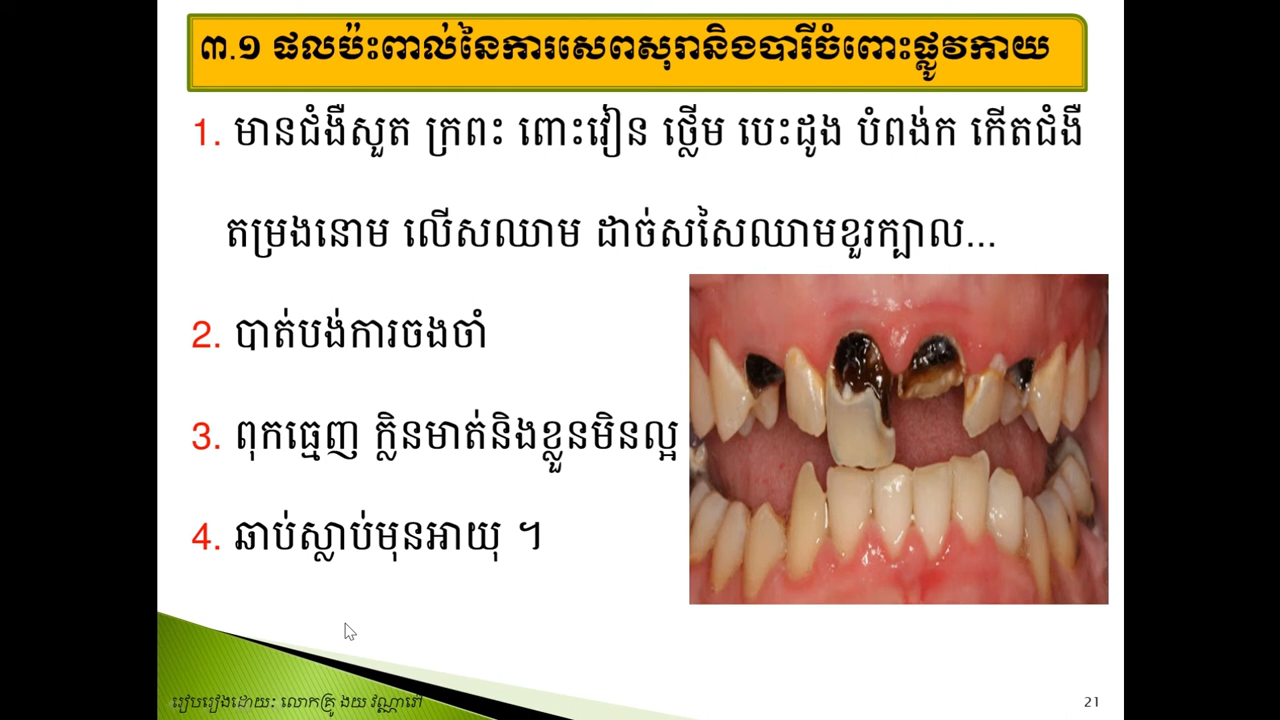 ៣.១ ផលប៉ះពាល់នៃការសេពសុរានិងបារីចំពោះផ្លូវកាយ
1. មានជំងឺសួត ក្រពះ ពោះវៀន ថ្លើម បេះដូង បំពង់ក កើតជំងឺ
តម្រងនោម លើសឈាម ដាច់សសៃឈាមខួរក្បាល...
2. បាត់បង់ការចងចាំ
3. ពុកធ្មេញ ក្លិនមាត់និងខ្លួនមិនល្អ
4. ឆាប់ស្លាប់មុនអាយុ ។
រៀបរៀងដោយ: លោកគ្រូ ងយ វណ្ណារៅ
21